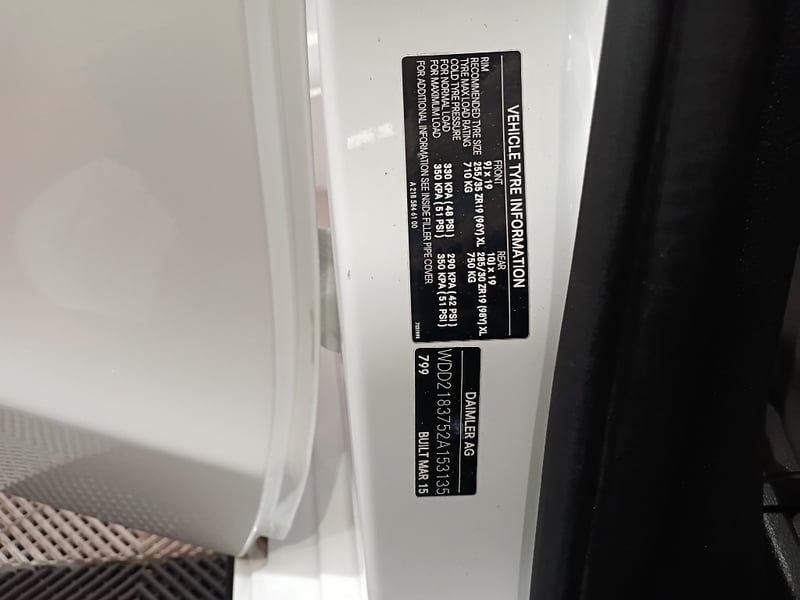 VEHICLE TYRE INFORMATION
FRONT REAR
RIM 9J x 19 10J x 19
RECOMMENDED TYRE SIZE 255/35 ZR19 (96Y) XL 285/30 ZR19 (98Y) XL
TYRE MAX LOAD RATING 710 KG 750 KG
COLD TYRE PRESSURE
FOR NORMAL LOAD 330 KPA (48 PSI) 290 KPA (42 PSI)
FOR MAXIMUM LOAD 350 KPA (51 PSI) 350 KPA (51 PSI)
FOR ADDITIONAL INFORMATION SEE INSIDE FILLER PIPE COVER
A 218 584 61 00
DAIMLER AG
WDD2183752A153135
799 BUILT MAR 15